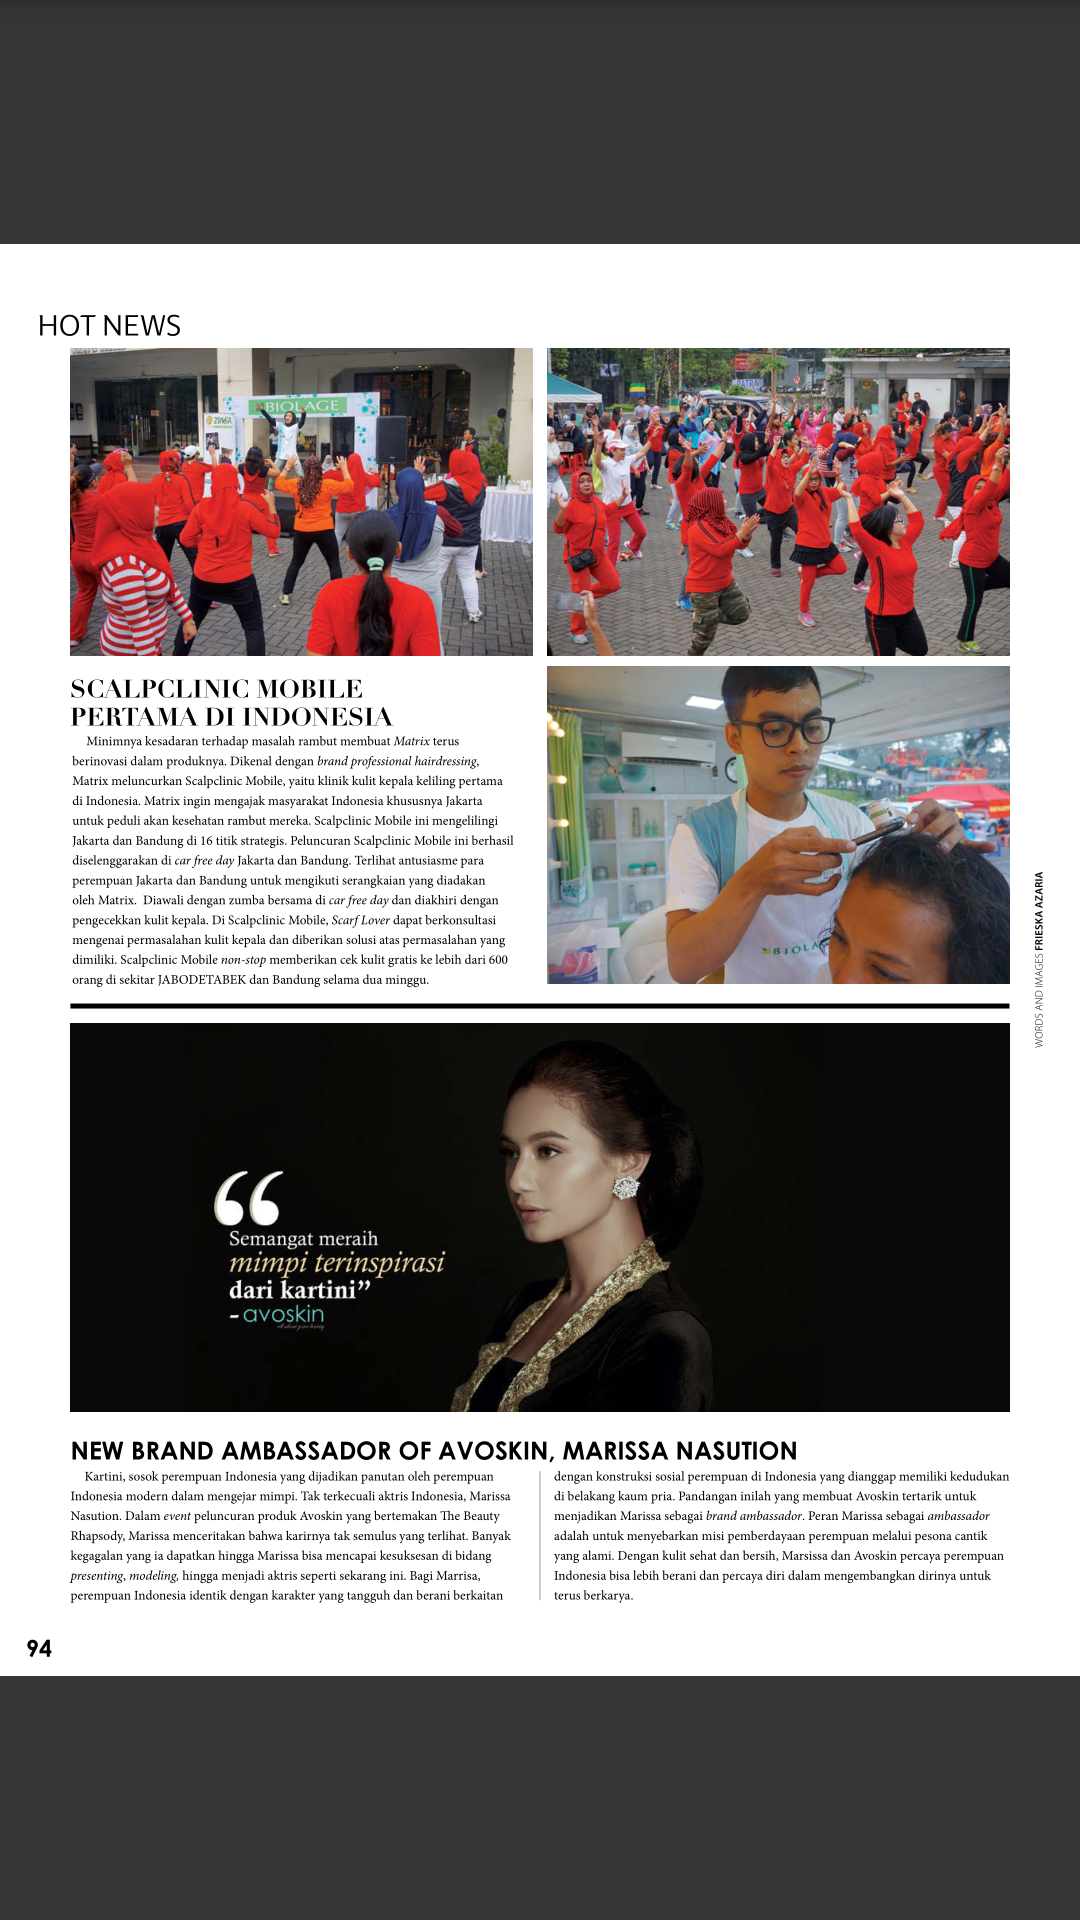 HOT NEWS
BIOLAGE
ZUMBA
SCALPCLINIC MOBILE
PERTAMA DI INDONESIA
Minimnya kesadaran terhadap masalah rambut membuat Matrix terus
berinovasi dalam produknya. Dikenal dengan brand professional hairdressing,
Matrix meluncurkan Scalpclinic Mobile, yaitu klinik kulit kepala keliling pertama
di Indonesia. Matrix ingin mengajak masyarakat Indonesia khususnya Jakarta
untuk peduli akan kesehatan rambut mereka. Scalpclinic Mobile ini mengelilingi
Jakarta dan Bandung di 16 titik strategis. Peluncuran Scalpclinic Mobile ini berhasil
diselenggarakan di car free day Jakarta dan Bandung. Terlihat antusiasme para
perempuan Jakarta dan Bandung untuk mengikuti serangkaian yang diadakan
oleh Matrix. Diawali dengan zumba bersama di car free day dan diakhiri dengan
pengecekkan kulit kepala. Di Scalpclinic Mobile, Scarf Lover dapat berkonsultasi
mengenai permasalahan kulit kepala dan diberikan solusi atas permasalahan yang
dimiliki. Scalpclinic Mobile non-stop memberikan cek kulit gratis ke lebih dari 600
orang di sekitar JABODETABEK dan Bandung selama dua minggu.
BIOLA
WORDS AND IMAGES FRIESKA AZARIA
“Semangat meraih
mimpi terinspirasi
dari kartini”
- avoskin
NEW BRAND AMBASSADOR OF AVOSKIN, MARISSA NASUTION
Kartini, sosok perempuan Indonesia yang dijadikan panutan oleh perempuan
Indonesia modern dalam mengejar mimpi. Tak terkecuali aktris Indonesia, Marissa
Nasution. Dalam event peluncuran produk Avoskin yang bertemakan The Beauty
Rhapsody, Marissa menceritakan bahwa karirnya tak semulus yang terlihat. Banyak
kegagalan yang ia dapatkan hingga Marissa bisa mencapai kesuksesan di bidang
presenting, modeling, hingga menjadi aktris seperti sekarang ini. Bagi Marrisa,
perempuan Indonesia identik dengan karakter yang tangguh dan berani berkaitan
dengan konstruksi sosial perempuan di Indonesia yang dianggap memiliki kedudukan
di belakang kaum pria. Pandangan inilah yang membuat Avoskin tertarik untuk
menjadikan Marissa sebagai brand ambassador. Peran Marissa sebagai ambassador
adalah untuk menyebarkan misi pemberdayaan perempuan melalui pesona cantik
yang alami. Dengan kulit sehat dan bersih, Marsissa dan Avoskin percaya perempuan
Indonesia bisa lebih berani dan percaya diri dalam mengembangkan dirinya untuk
terus berkarya.
94